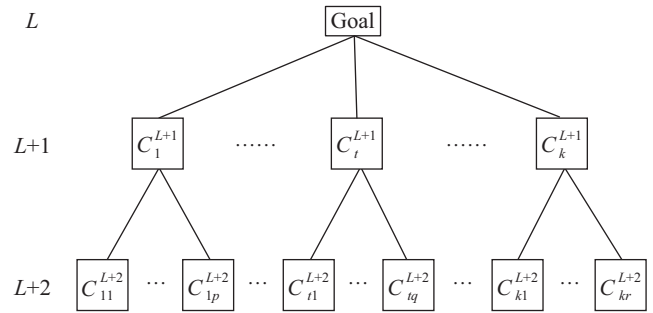 L Goal
L+1 C_1^{L+1} ...... C_t^{L+1} ...... C_k^{L+1}
L+2 C_{11}^{L+2} ... C_{1p}^{L+2} ... C_{t1}^{L+2} ... C_{tq}^{L+2} ... C_{k1}^{L+2} ... C_{kr}^{L+2}